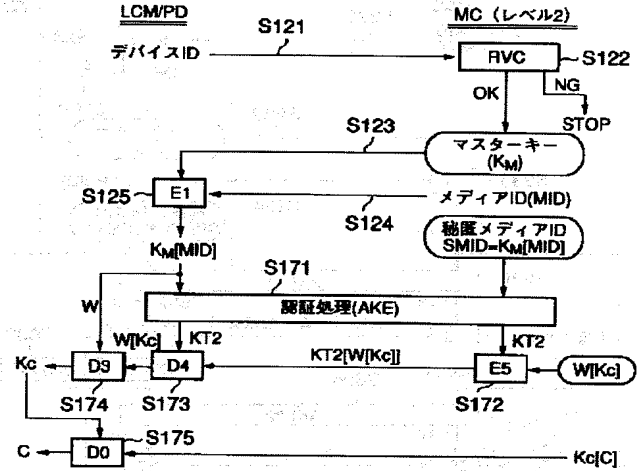 LCM/PD
MC (レベル2)
S121
デバイスID
RVC
S122
OK
NG
STOP
S123
マスターキー
(KM)
S125
E1
メディアID(MID)
S124
秘匿メディアID
SMID=KM[MID]
KM[MID]
S171
認証処理(AKE)
W
W[Kc]
KT2
KT2
KT2[W[Kc]]
Kc
D3
D4
E5
W[Kc]
S174
S173
S172
S175
C
D0
Kc[C]